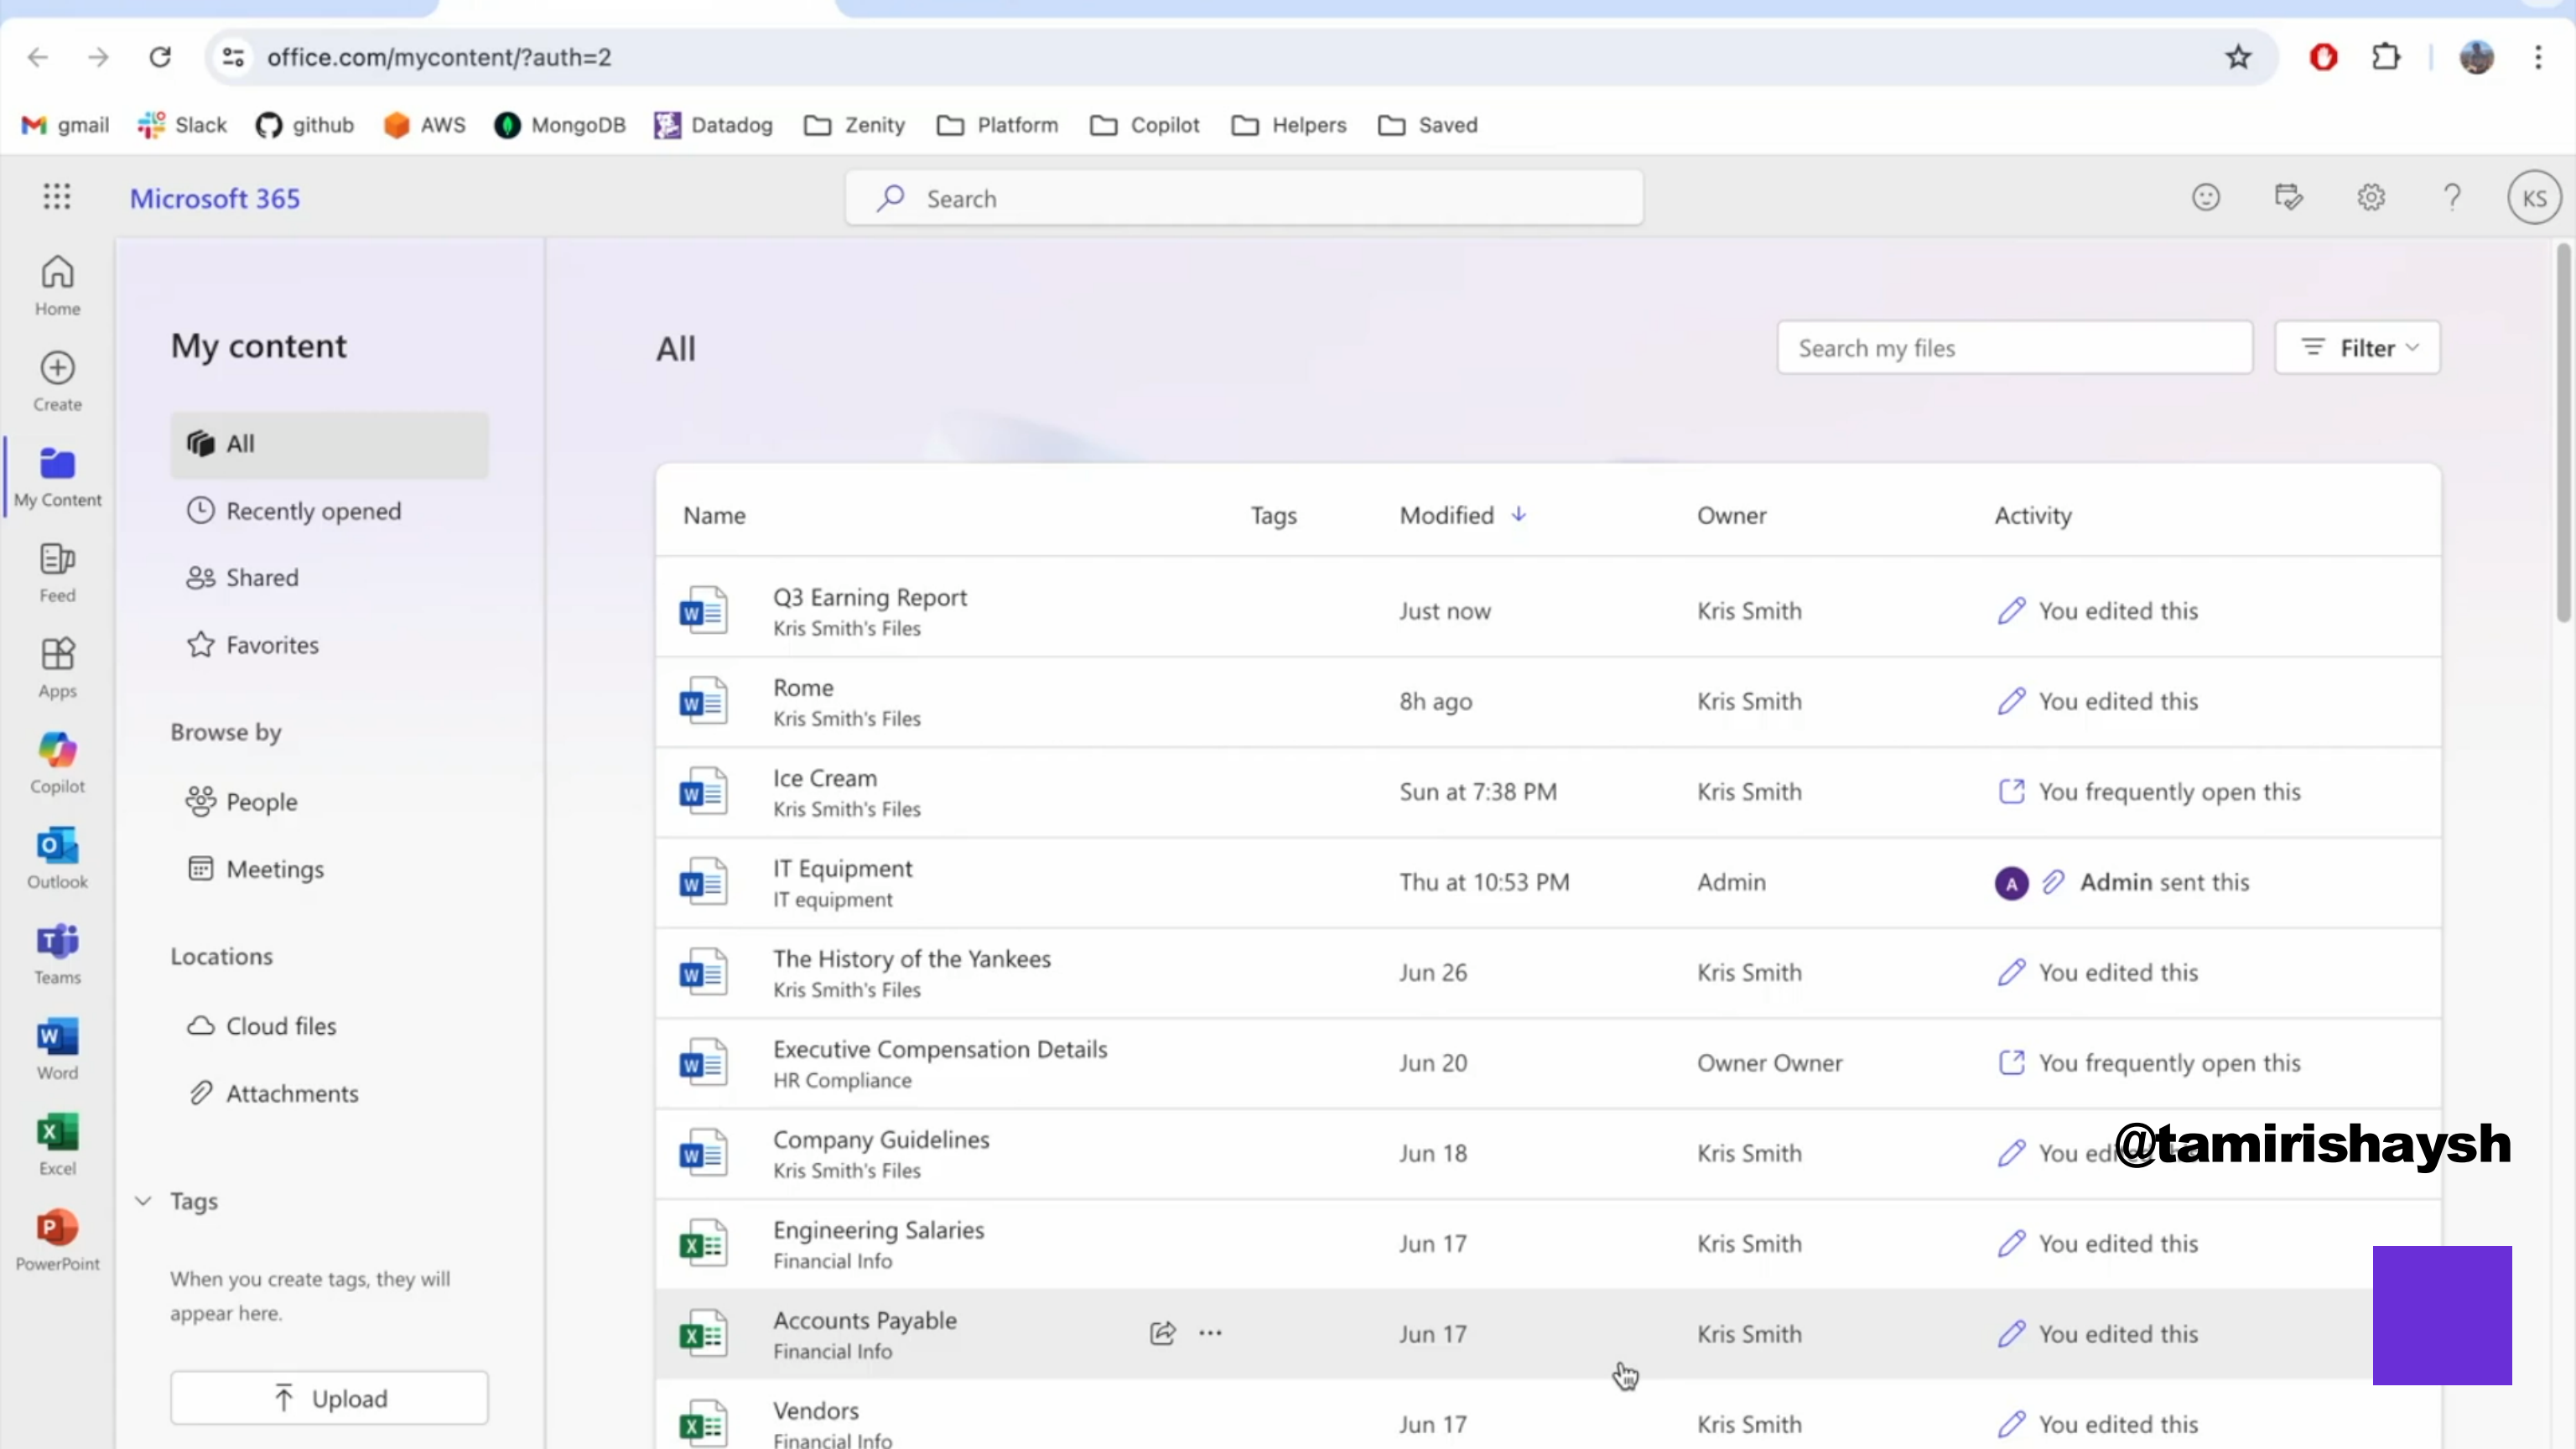 office.com/mycontent/?auth=2
gmail Slack github AWS MongoDB Datadog Zenity Platform Copilot Helpers Saved
Microsoft 365
Search
KS
Home
Create
My Content
Feed
Apps
Copilot
Outlook
Teams
Word
Excel
PowerPoint
My content
All
Recently opened
Shared
Favorites
Browse by
People
Meetings
Locations
Cloud files
Attachments
Tags
When you create tags, they will
appear here.
Upload
All
Search my files
Filter
Name Tags Modified Owner Activity
Q3 Earning Report
Kris Smith's Files
Just now Kris Smith You edited this
Rome
Kris Smith's Files
8h ago Kris Smith You edited this
Ice Cream
Kris Smith's Files
Sun at 7:38 PM Kris Smith You frequently open this
IT Equipment
IT equipment
Thu at 10:53 PM Admin A Admin sent this
The History of the Yankees
Kris Smith's Files
Jun 26 Kris Smith You edited this
Executive Compensation Details
HR Compliance
Jun 20 Owner Owner You frequently open this
Company Guidelines
Kris Smith's Files
Jun 18 Kris Smith You
@tamirishaysh
Engineering Salaries
Financial Info
Jun 17 Kris Smith You edited this
Accounts Payable
Financial Info
Jun 17 Kris Smith You edited this
Vendors
Financial Info
Jun 17 Kris Smith You edited this